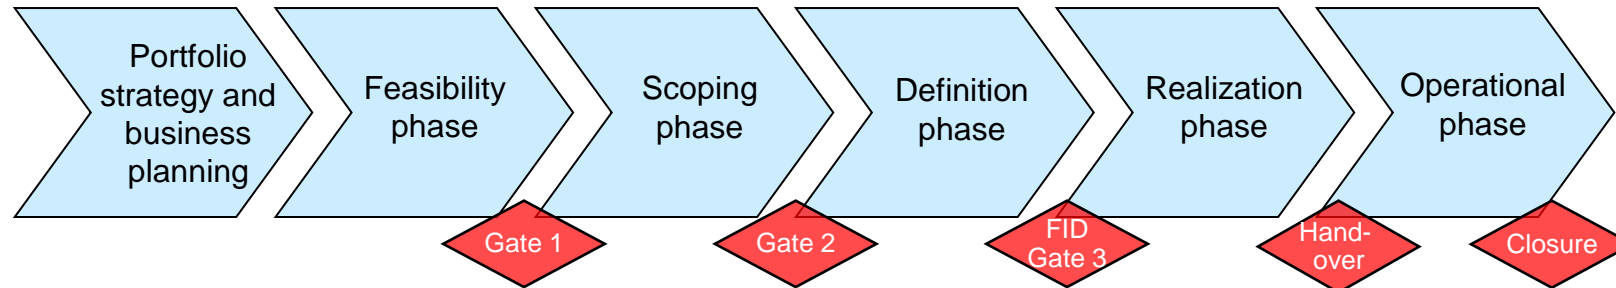 Portfolio
strategy and
business
planning
Feasibility
phase
Scoping
phase
Definition
phase
Realization
phase
Operational
phase
Gate 1
Gate 2
FID
Gate 3
Hand-
over
Closure